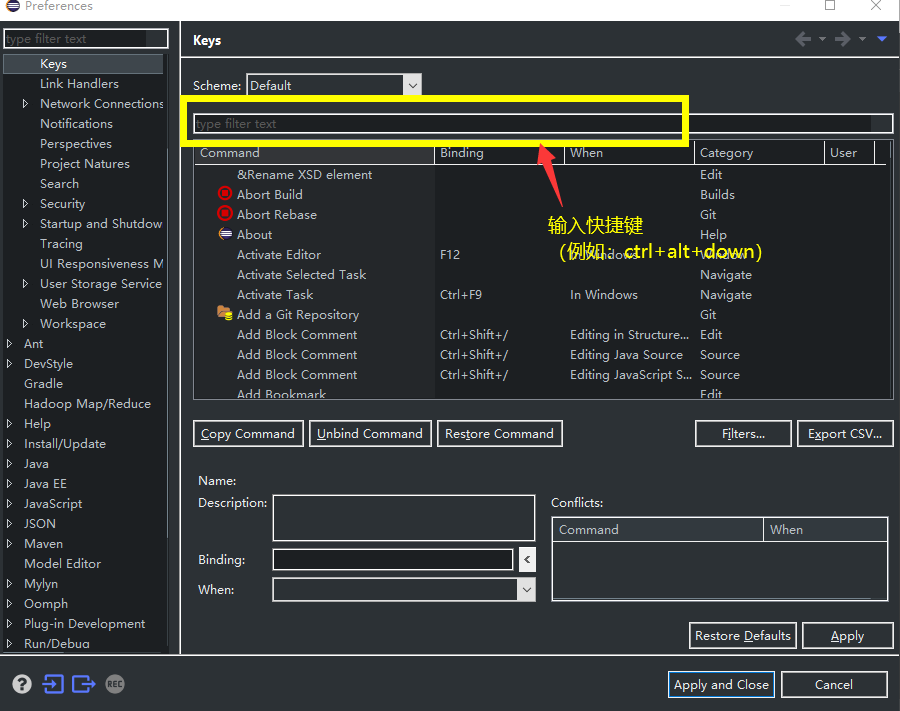 Preferences
type filter text
Keys
Link Handlers
Network Connections
Notifications
Perspectives
Project Natures
Search
Security
Startup and Shutdow
Tracing
UI Responsiveness M
User Storage Service
Web Browser
Workspace
Ant
DevStyle
Gradle
Hadoop Map/Reduce
Help
Install/Update
Java
Java EE
JavaScript
JSON
Maven
Model Editor
Mylyn
Oomph
Plug-in Development
Run/Debug
Keys
Scheme: Default
type filter text
Command Binding When Category User
&Rename XSD element Edit
Abort Build Builds
Abort Rebase Git
About Help
Activate Editor F12 In Windows Window
Activate Selected Task Navigate
Activate Task Ctrl+F9 In Windows Navigate
Add a Git Repository Git
Add Block Comment Ctrl+Shift+/ Editing in Structure... Edit
Add Block Comment Ctrl+Shift+/ Editing Java Source Source
Add Block Comment Ctrl+Shift+/ Editing JavaScript S... Source
Add Bookmark Edit
输入快捷键
（例如：ctrl+alt+down）
Copy Command Unbind Command Restore Command Filters... Export CSV...
Name:
Description:
Binding: <
When:
Conflicts:
Command When
Restore Defaults Apply
? REC
Apply and Close Cancel